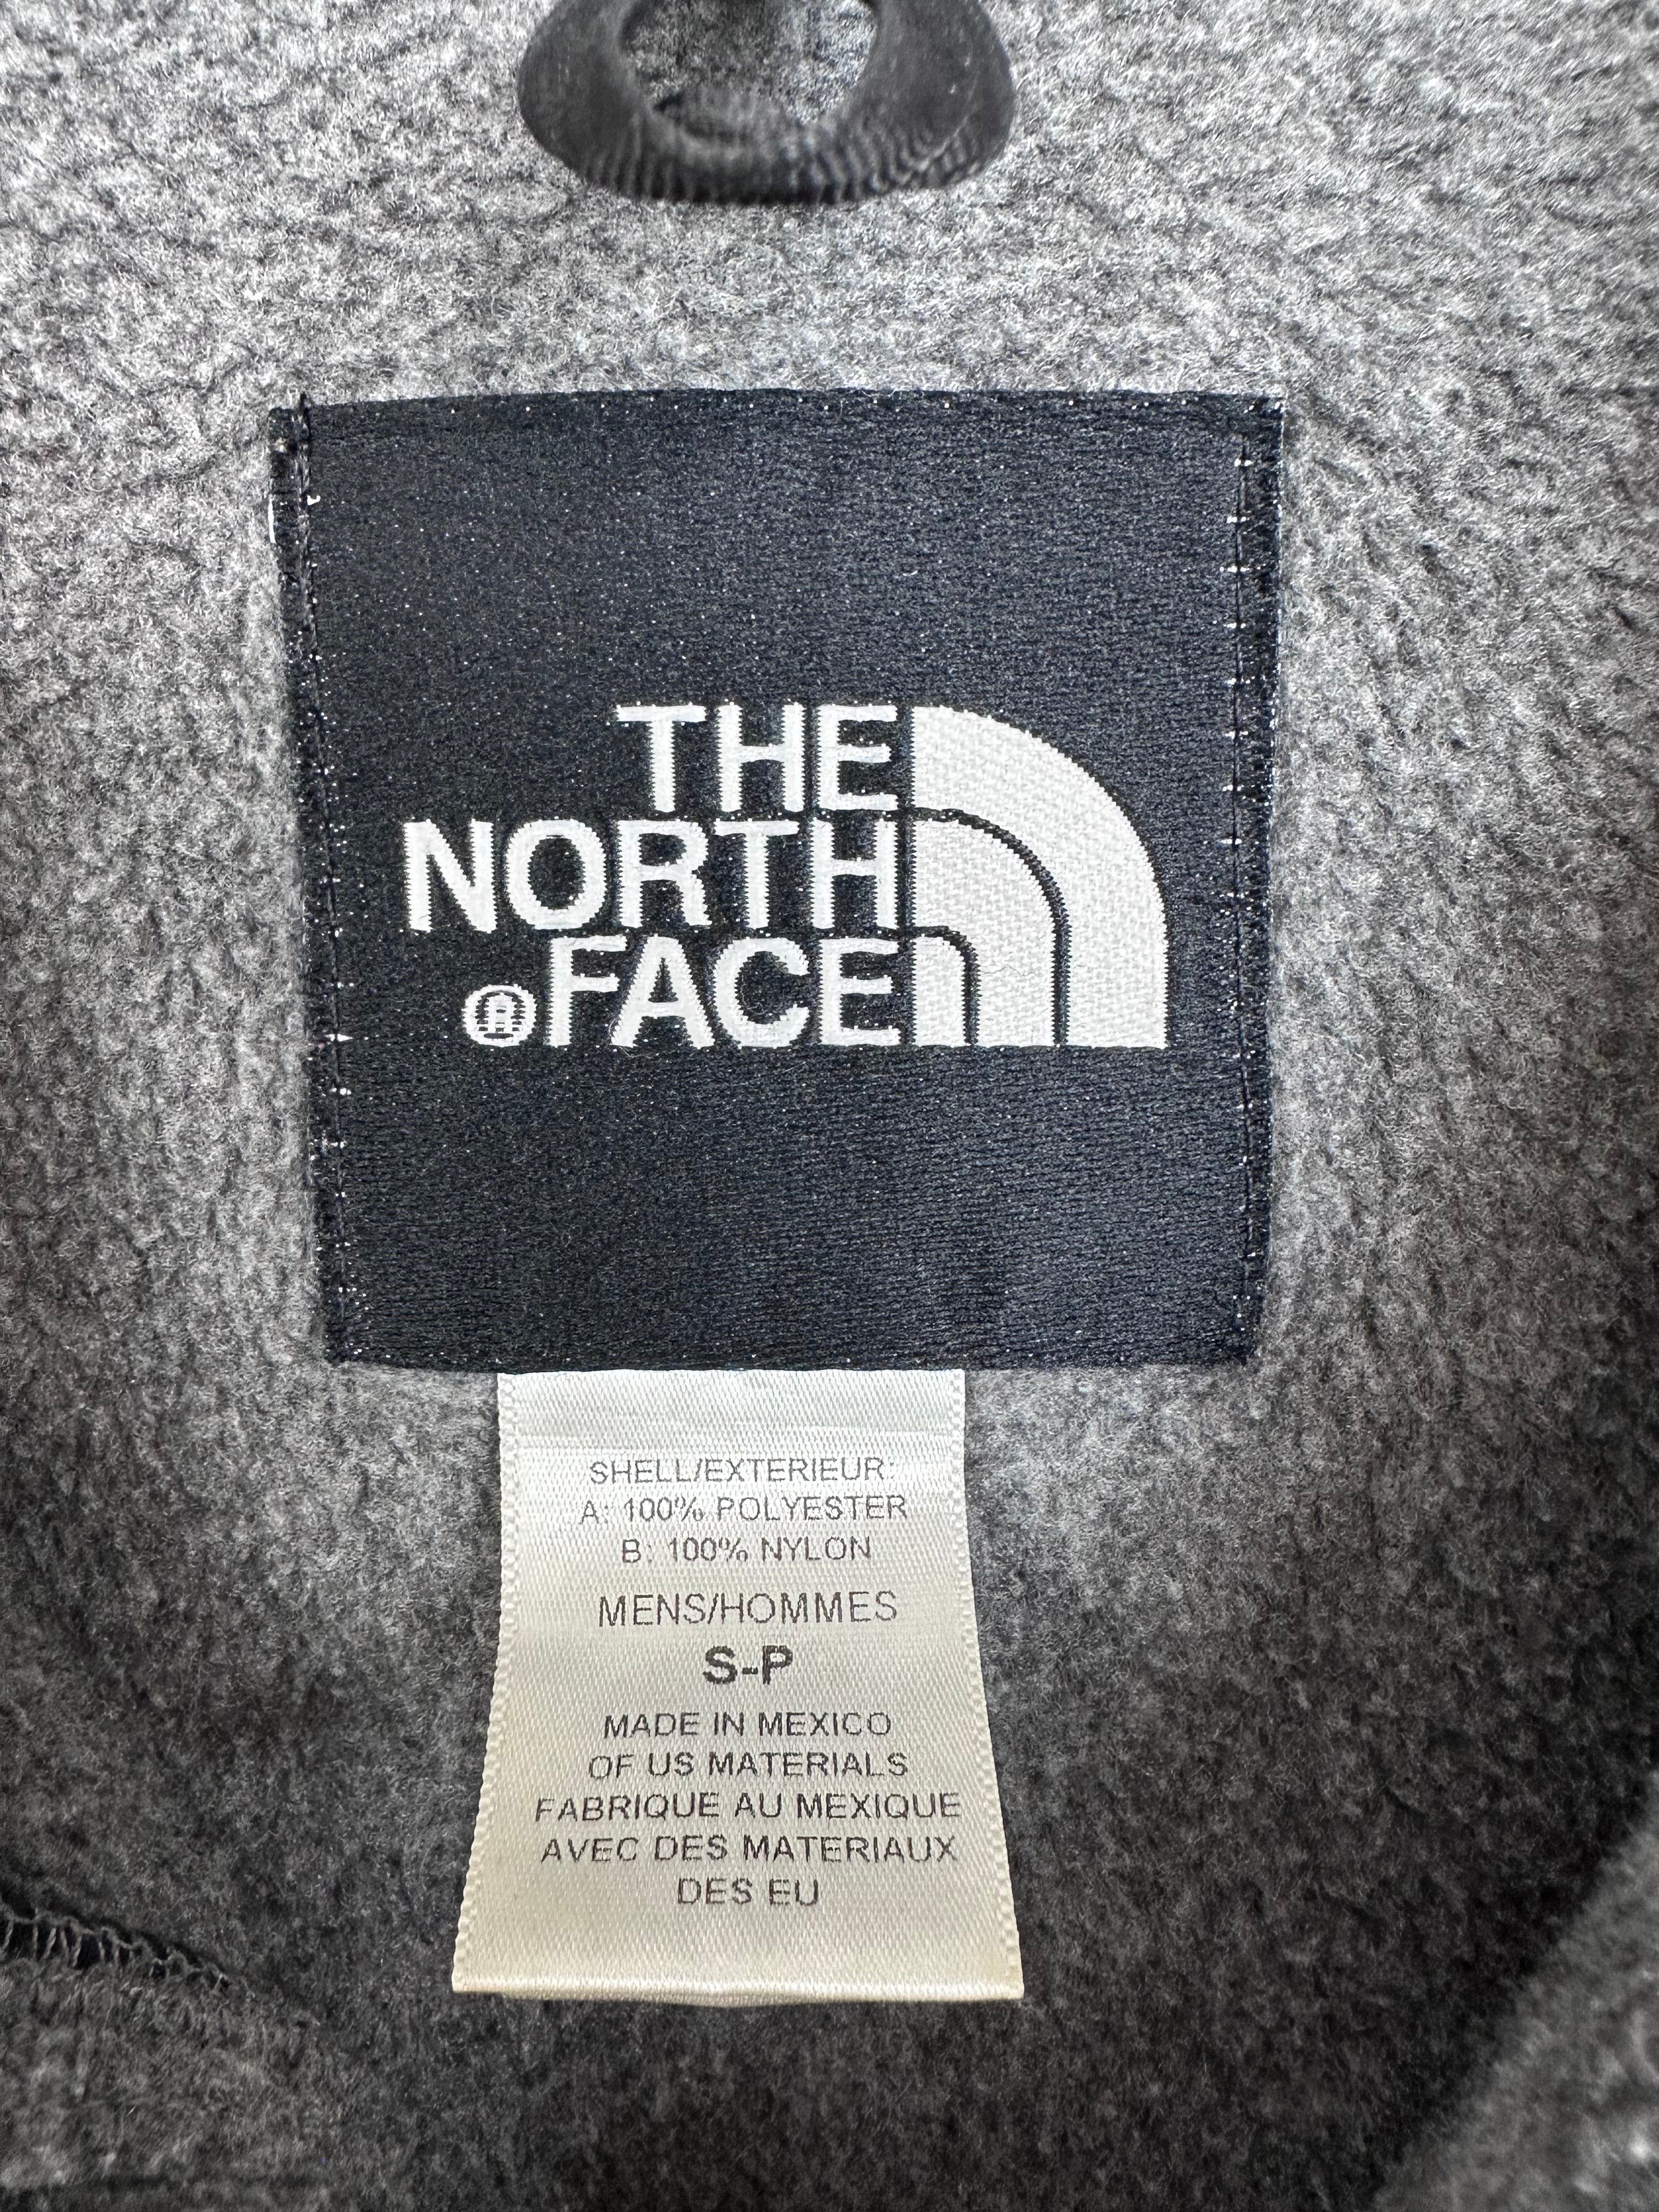 THE
NORTH
®FACE
SHELL/EXTERIEUR:
A: 100% POLYESTER
B: 100% NYLON
MENS/HOMMES
S-P
MADE IN MEXICO
OF US MATERIALS
FABRIQUE AU MEXIQUE
AVEC DES MATERIAUX
DES EU